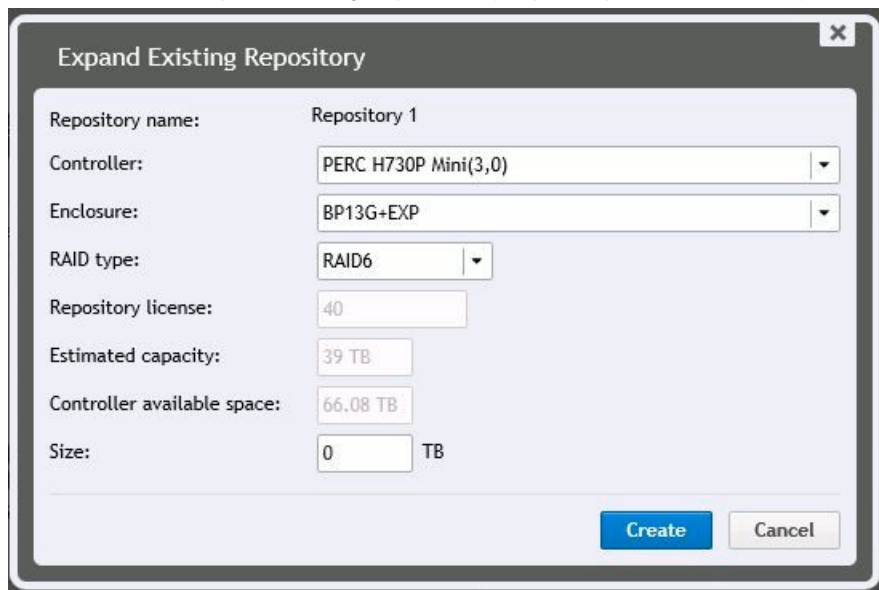 Expand Existing Repository
Repository name: Repository 1
Controller: PERC H730P Mini(3,0)
Enclosure: BP13G+EXP
RAID type: RAID6
Repository license: 40
Estimated capacity: 39 TB
Controller available space: 66.08 TB
Size: 0 TB
Create Cancel